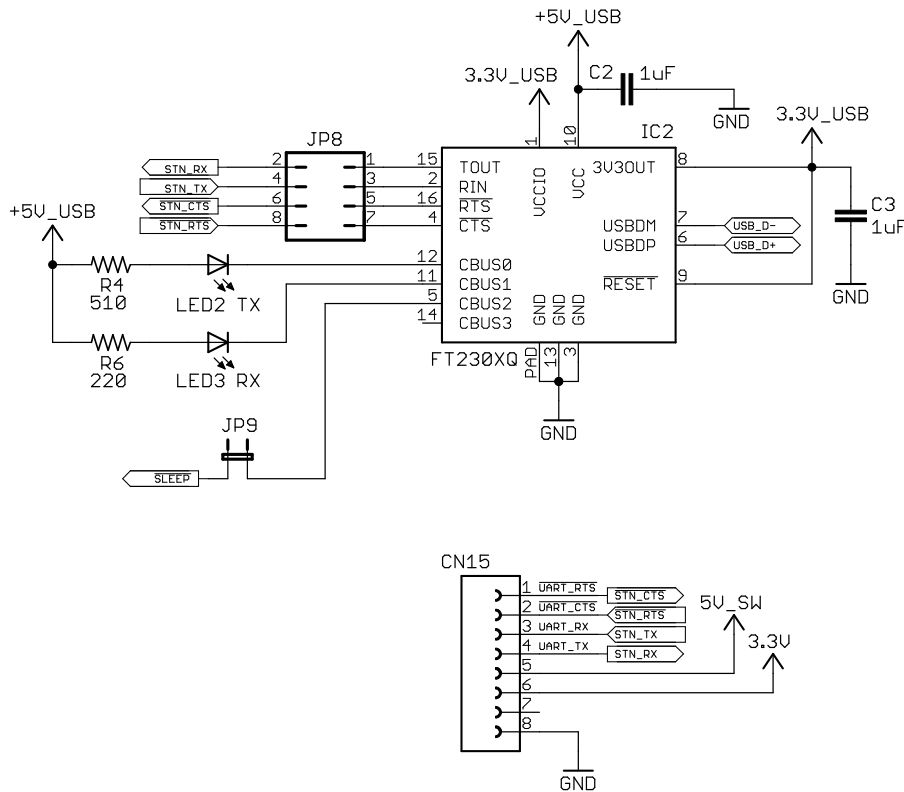 +5V_USB
C2 1uF
GND
3.3V_USB
3.3V_USB
1
10
IC2
JP8
STN_RX 2 1 15 TOUT
STN_TX 4 3 2 RIN
STN_CTS 6 5 16 RTS
STN_RTS 8 7 4 CTS
VCCIO
VCC
3V3OUT 8
USBDM 7 USB_D-
USBDP 6 USB_D+
RESET 9
C3
1uF
GND
+5V_USB
R4
510
LED2 TX
12 CBUS0
11 CBUS1
5 CBUS2
14 CBUS3
GND
GND
GND
R6
220
LED3 RX
FT230XQ
PAD
13
3
GND
JP9
SLEEP
CN15
1 UART_RTS STN_CTS
2 UART_CTS STN_RTS
3 UART_RX STN_TX
4 UART_TX STN_RX
5
6
7
8
5V_SW
3.3V
GND